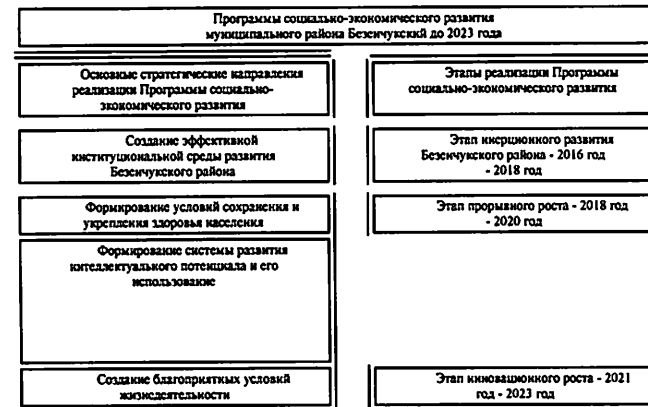 Программы социально-экономического развития
муниципального района Безенчукский до 2023 года
Основные стратегические направления
реализации Программы социально-
экономического развития
Этапы реализации Программы
социально-экономического развития
Создание эффективной
институциональной среды развития
Безенчукского района
Этап инерционного развития
Безенчукского района - 2016 год
- 2018 год
Формирование условий сохранения и
укрепления здоровья населения
Этап прорывного роста - 2018 год
- 2020 год
Формирование системы развития
интеллектуального потенциала и его
использование
Создание благоприятных условий
жизнедеятельности
Этап инновационного роста - 2021
год - 2023 год